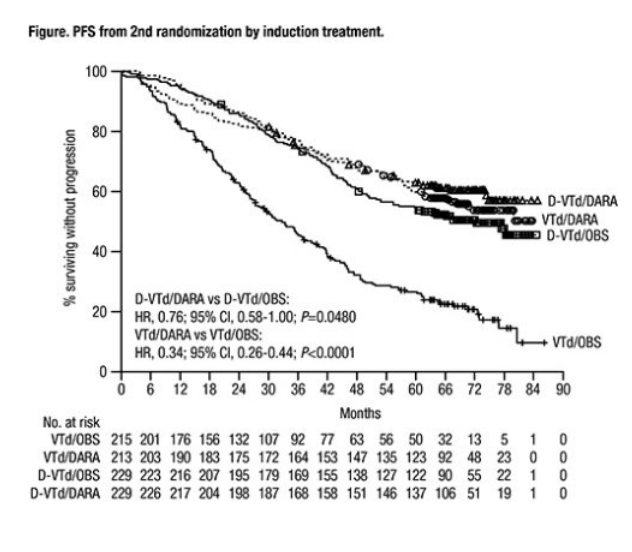 Figure. PFS from 2nd randomization by induction treatment.
% surviving without progression
100
80
60
40
20
0
D-VTd/DARA
VTd/DARA
D-VTd/OBS
VTd/OBS
D-VTd/DARA vs D-VTd/OBS:
HR, 0.76; 95% CI, 0.58-1.00; P=0.0480
VTd/DARA vs VTd/OBS:
HR, 0.34; 95% CI, 0.26-0.44; P<0.0001
0 6 12 18 24 30 36 42 48 54 60 66 72 78 84 90
Months
No. at risk
VTd/OBS 215 201 176 156 132 107 92 77 63 56 50 32 13 5 1 0
VTd/DARA 213 203 190 183 175 172 164 153 147 135 123 92 48 23 0 0
D-VTd/OBS 229 223 216 207 195 179 169 155 138 127 122 90 55 22 1 0
D-VTd/DARA 229 226 217 204 198 187 168 158 151 146 137 106 51 19 1 0